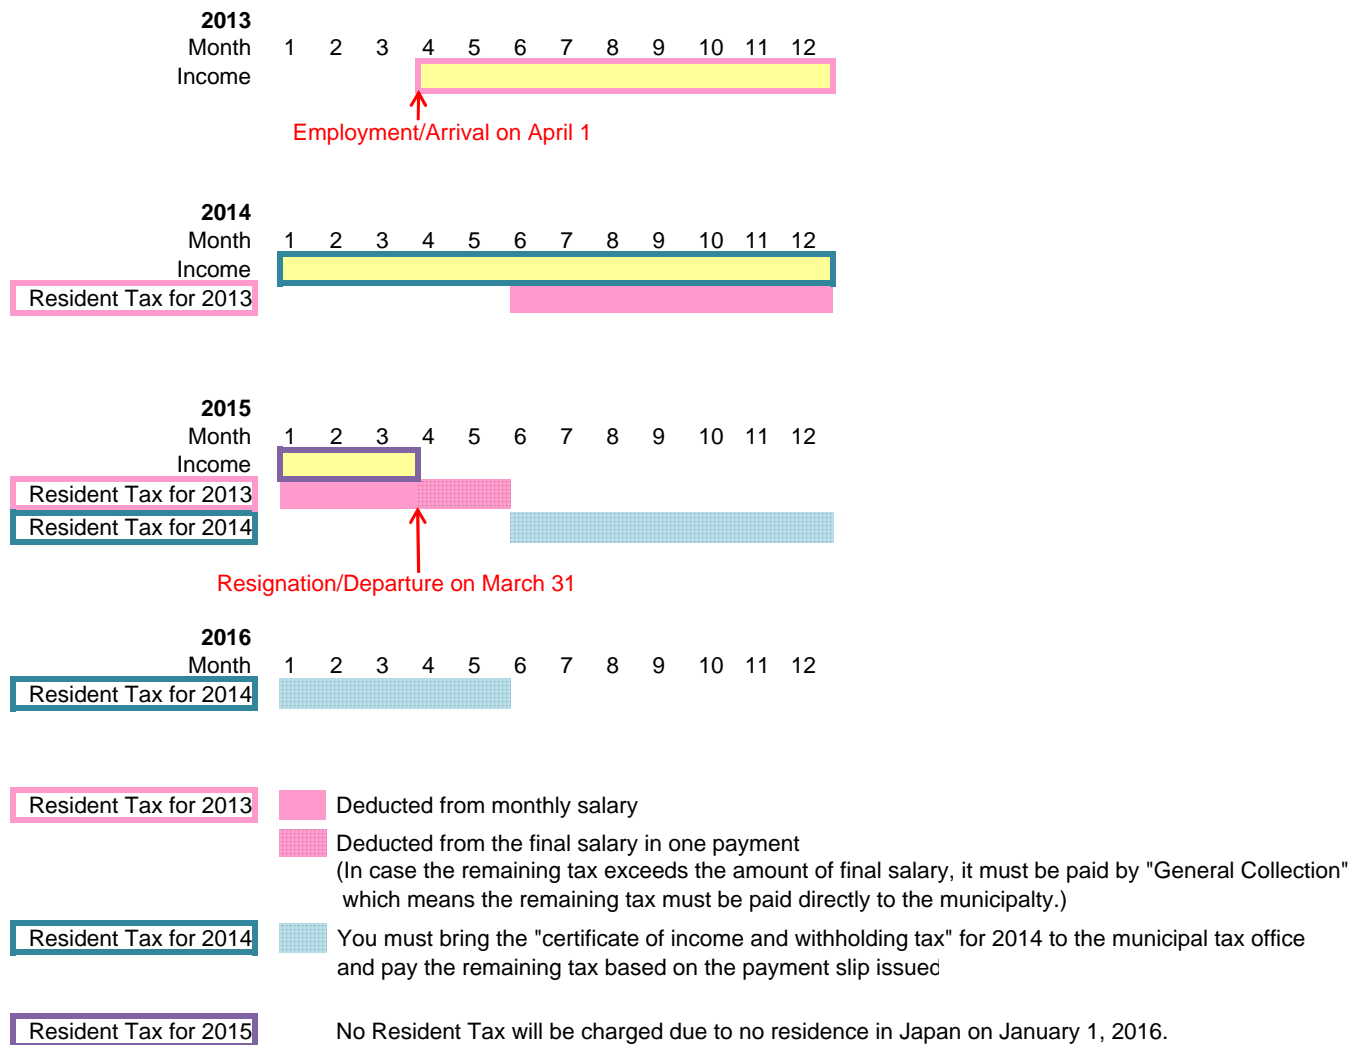 2013
Month 1 2 3 4 5 6 7 8 9 10 11 12
Income
Employment/Arrival on April 1
2014
Month 1 2 3 4 5 6 7 8 9 10 11 12
Income
Resident Tax for 2013
2015
Month 1 2 3 4 5 6 7 8 9 10 11 12
Income
Resident Tax for 2013
Resident Tax for 2014
Resignation/Departure on March 31
2016
Month 1 2 3 4 5 6 7 8 9 10 11 12
Resident Tax for 2014
Resident Tax for 2013 Deducted from monthly salary
Deducted from the final salary in one payment
(In case the remaining tax exceeds the amount of final salary, it must be paid by "General Collection"
which means the remaining tax must be paid directly to the municipalty.)
Resident Tax for 2014 You must bring the "certificate of income and withholding tax" for 2014 to the municipal tax office
and pay the remaining tax based on the payment slip issued
Resident Tax for 2015 No Resident Tax will be charged due to no residence in Japan on January 1, 2016.